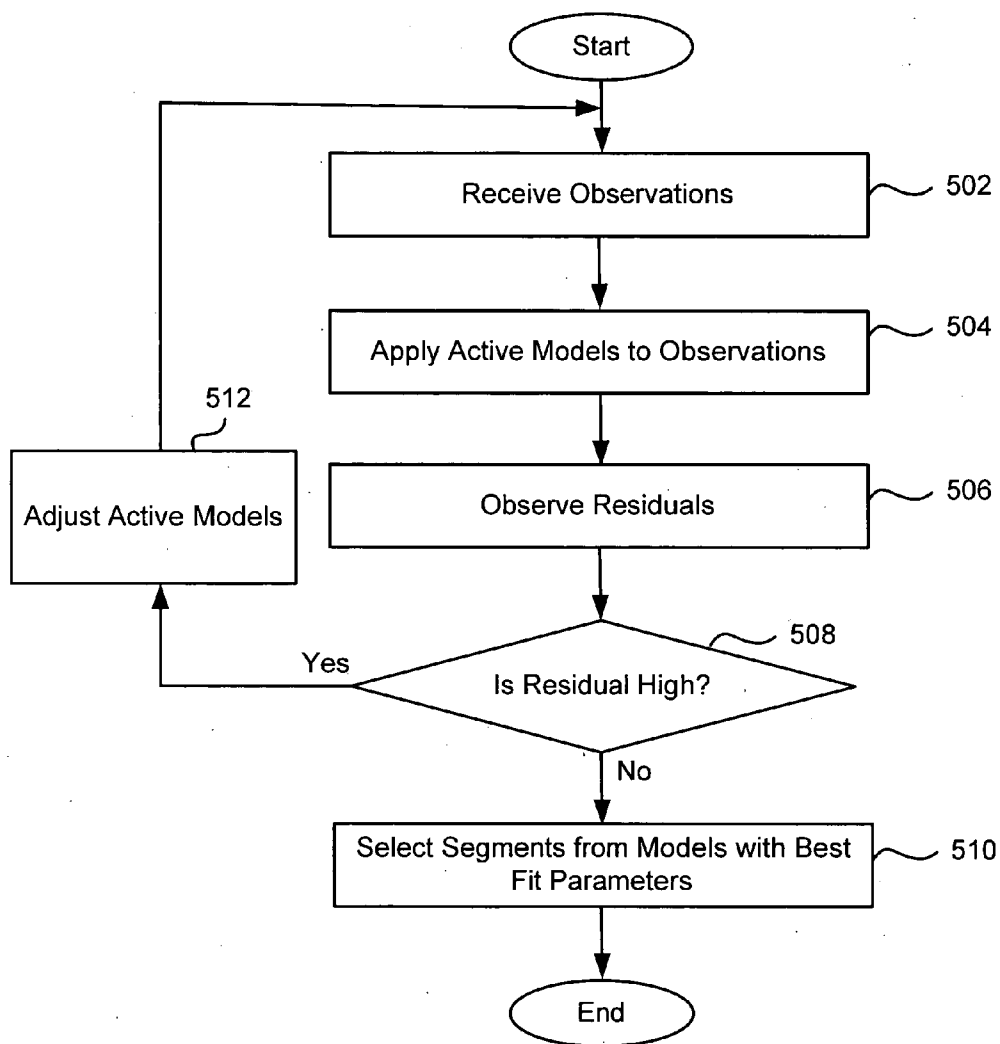 Start
Receive Observations
502
Apply Active Models to Observations
504
512
Adjust Active Models
Observe Residuals
506
508
Yes
Is Residual High?
No
Select Segments from Models with Best
Fit Parameters
510
End